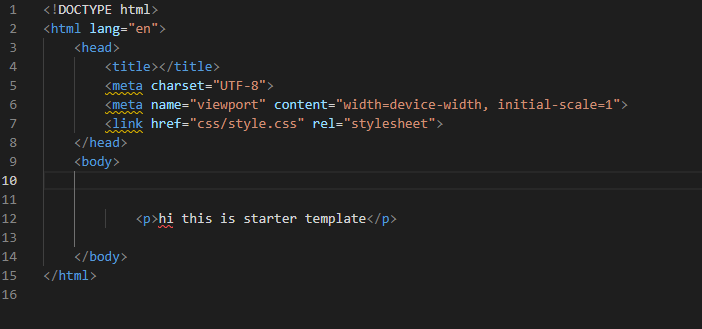 1 <!DOCTYPE html>
2 <html lang="en">
3 <head>
4 <title></title>
5 <meta charset="UTF-8">
6 <meta name="viewport" content="width=device-width, initial-scale=1">
7 <link href="css/style.css" rel="stylesheet">
8 </head>
9 <body>
10
11
12 <p>hi this is starter template</p>
13
14 </body>
15 </html>
16